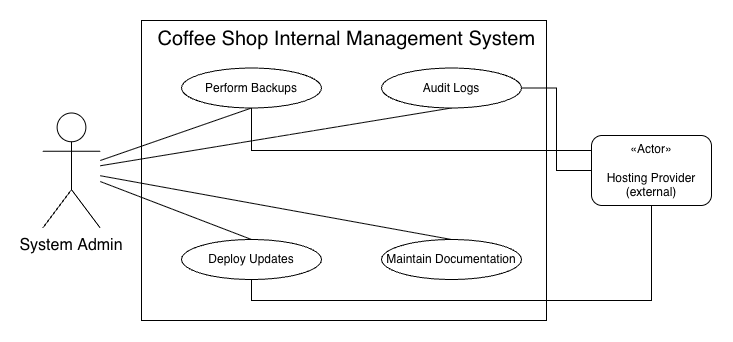 Coffee Shop Internal Management System
Perform Backups
Audit Logs
«Actor»
Hosting Provider
(external)
System Admin
Deploy Updates
Maintain Documentation